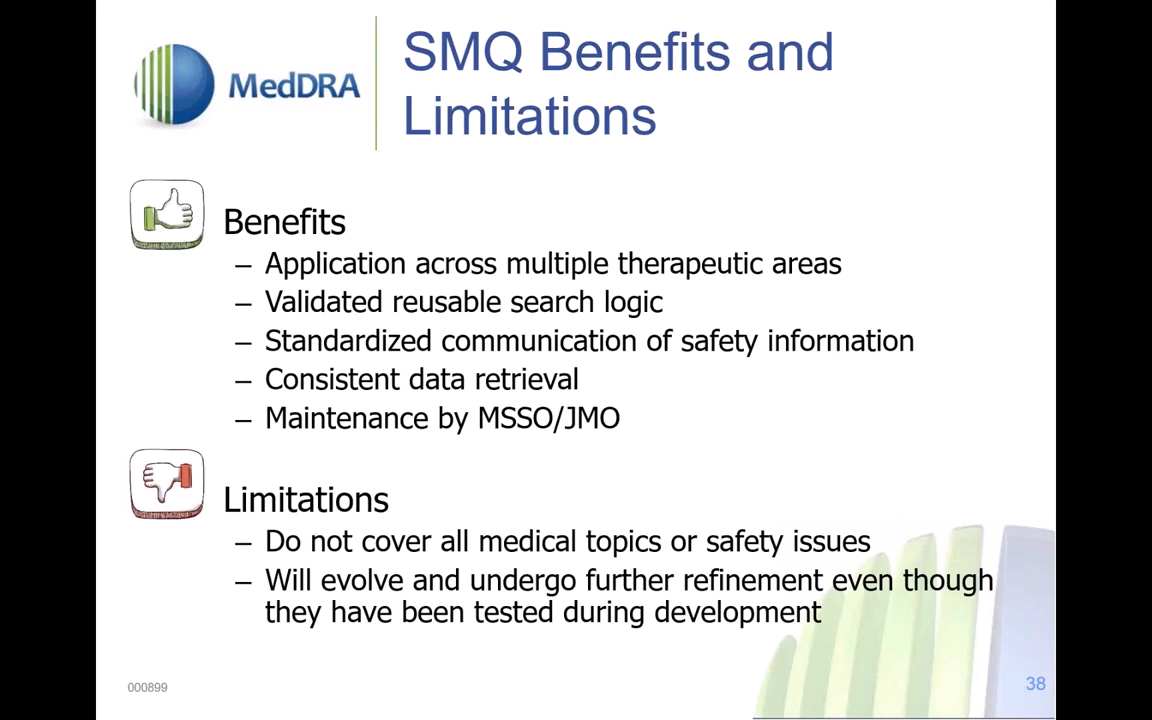 MedDRA
SMQ Benefits and
Limitations
Benefits
– Application across multiple therapeutic areas
– Validated reusable search logic
– Standardized communication of safety information
– Consistent data retrieval
– Maintenance by MSSO/JMO
Limitations
– Do not cover all medical topics or safety issues
– Will evolve and undergo further refinement even though
they have been tested during development
000899
38